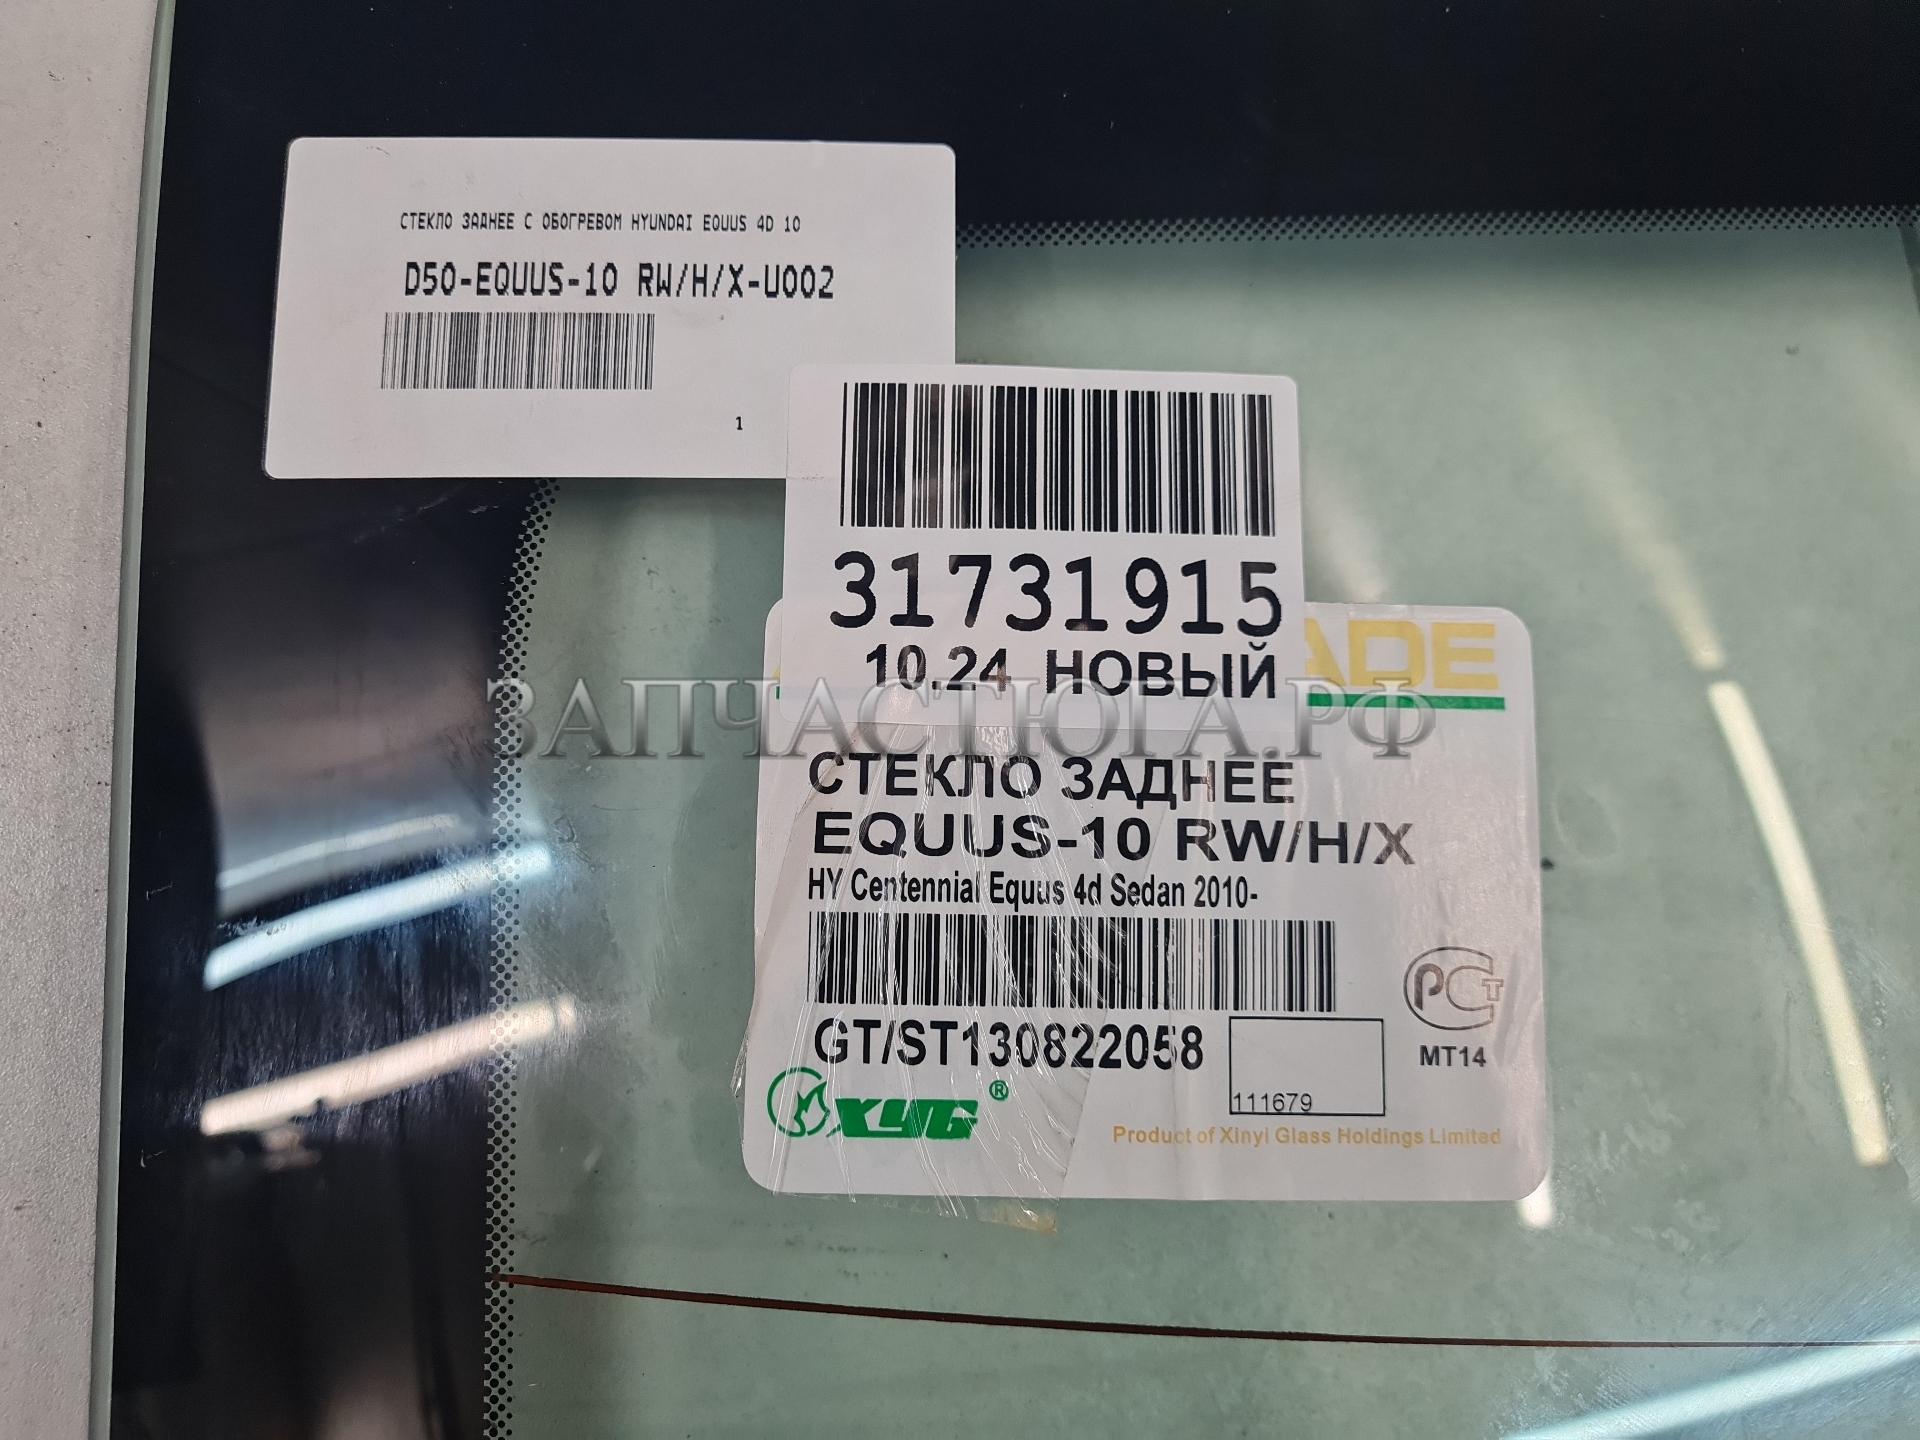 СТЕКЛО ЗАДНЕЕ С ОБОГРЕВОМ HYUNDAI EQUUS 4D 10
D50-EQUUS-10 RW/H/X-U002
1
31731915
10.24 НОВЫЙ
ADE
ЗАПЧАСТЮГА.РФ
СТЕКЛО ЗАДНЕЕ
EQUUS-10 RW/H/X
HY Centennial Equus 4d Sedan 2010-
GT/ST130822058
111679
РСТ
МТ14
XYG®
Product of Xinyi Glass Holdings Limited